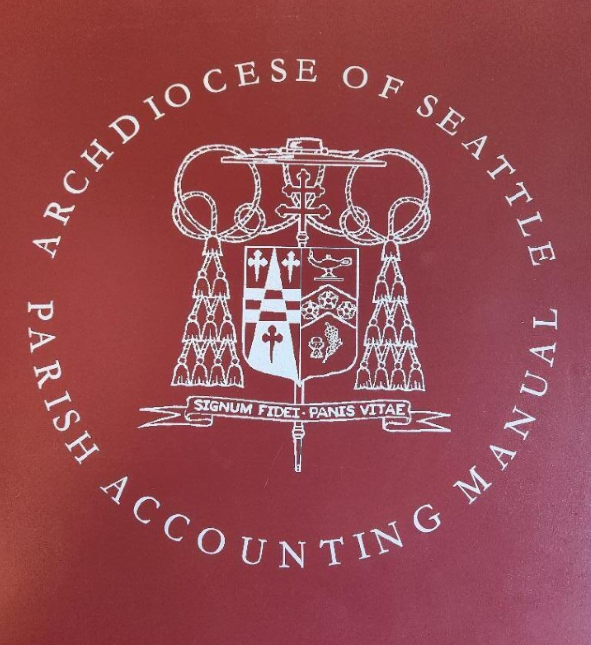 ARCHDIOCESE OF SEATTLE
SIGNUM FIDEI · PANIS VITAE
PARISH ACCOUNTING MANUAL